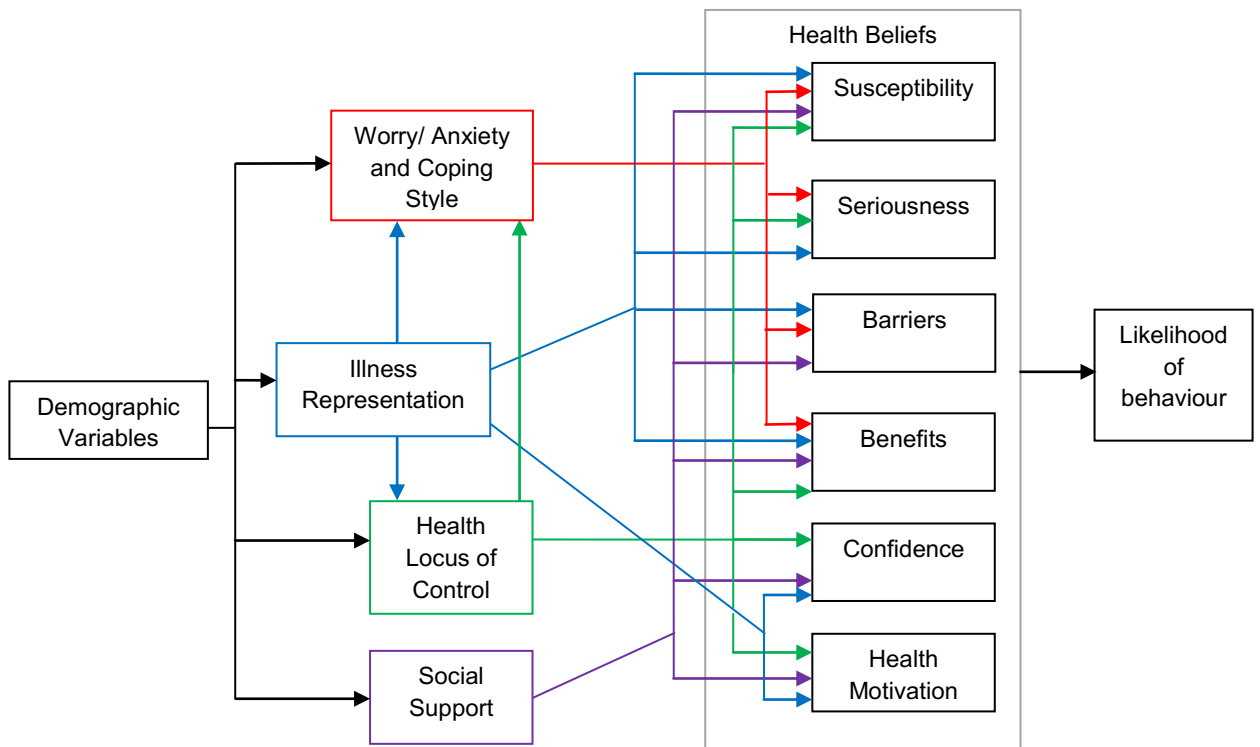 Health Beliefs
Susceptibility
Worry/ Anxiety
and Coping
Style
Seriousness
Barriers
Likelihood
of
behaviour
Illness
Representation
Demographic
Variables
Benefits
Health
Locus of
Control
Confidence
Social
Support
Health
Motivation